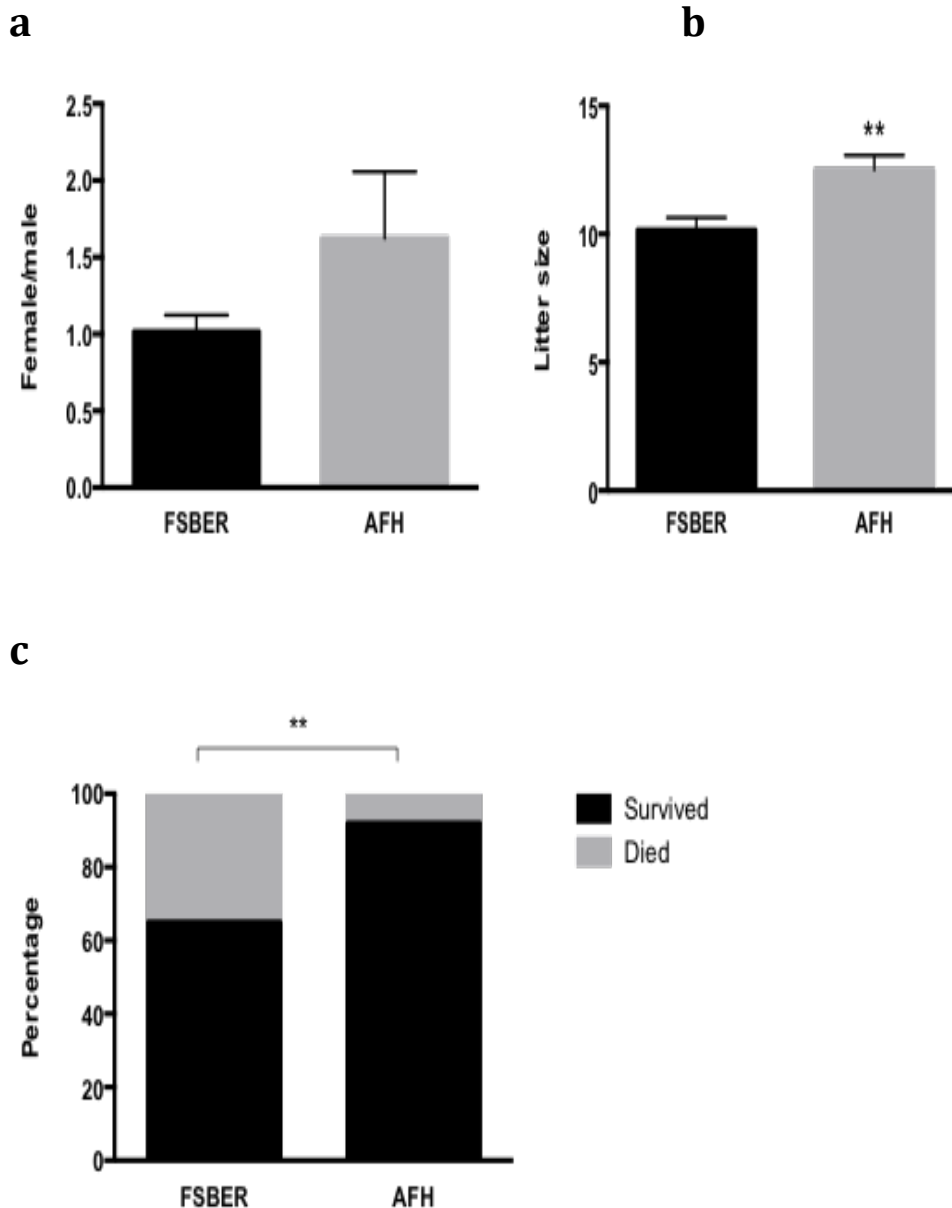 a
Female/male
2.5
2.0
1.5
1.0
0.5
0.0
FSBER AFH
b
Litter size
15
10
5
0
**
FSBER AFH
c
**
Percentage
100
80
60
40
20
0
FSBER AFH
Survived
Died